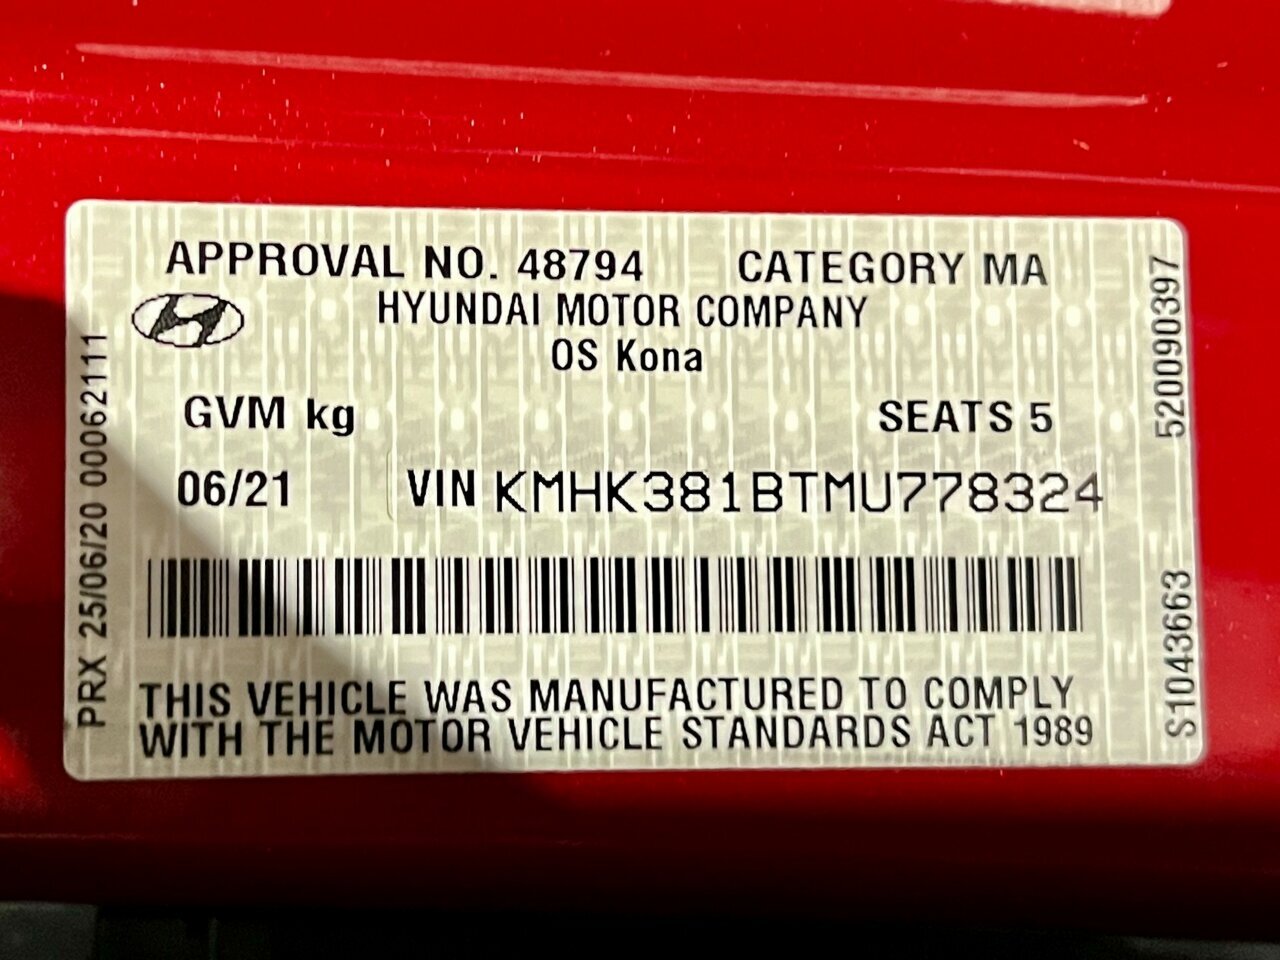 APPROVAL NO. 48794 CATEGORY MA
HYUNDAI MOTOR COMPANY
OS Kona
GVM kg SEATS 5
06/21 VIN KMHK381BTMU778324
THIS VEHICLE WAS MANUFACTURED TO COMPLY
WITH THE MOTOR VEHICLE STANDARDS ACT 1989
PRX 25/06/20 00062111
520090397
S1043663